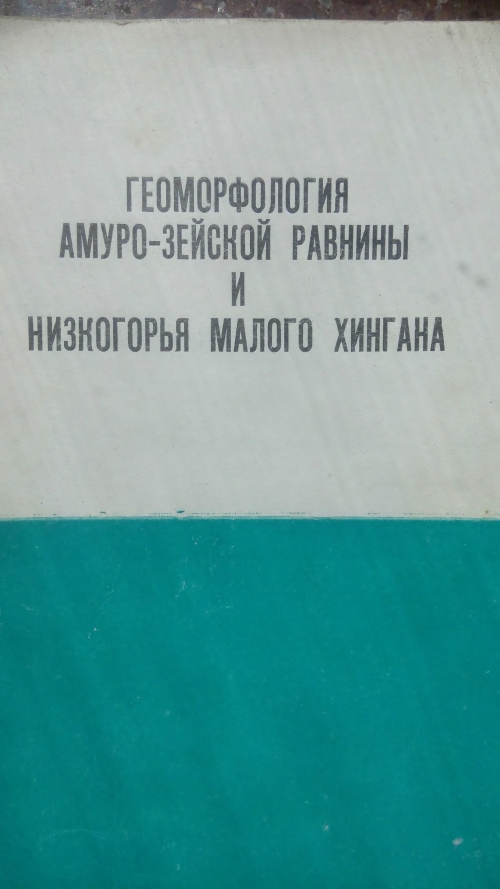 ГЕОМОРФОЛОГИЯ
АМУРО-ЗЕЙСКОЙ РАВНИНЫ
И
НИЗКОГОРЬЯ МАЛОГО ХИНГАНА